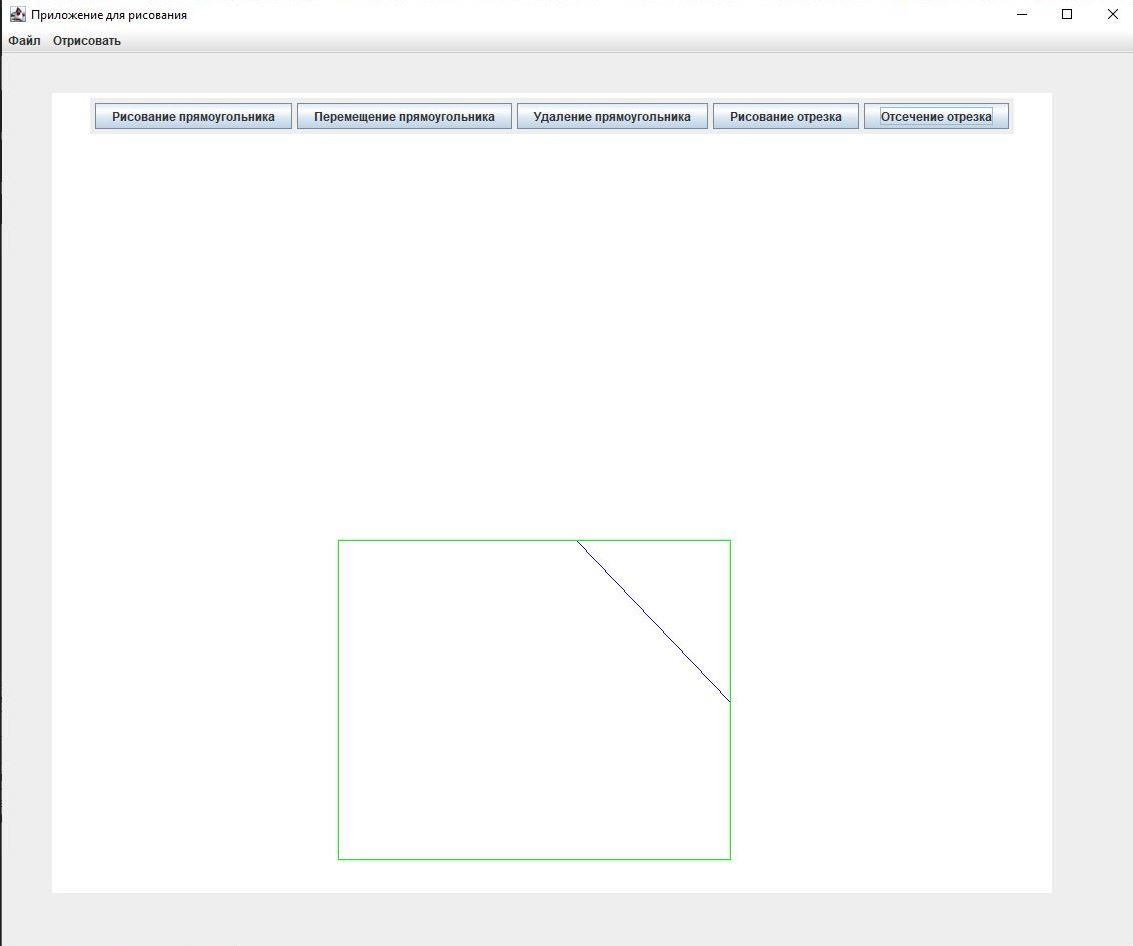 Приложение для рисования
Файл Отрисовать
Рисование прямоугольника Перемещение прямоугольника Удаление прямоугольника Рисование отрезка Отсечение отрезка